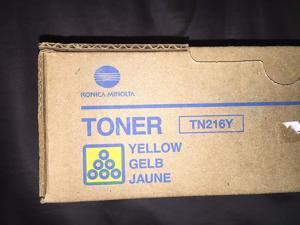 KONICA MINOLTA
TONER TN216Y
YELLOW
GELB
JAUNE